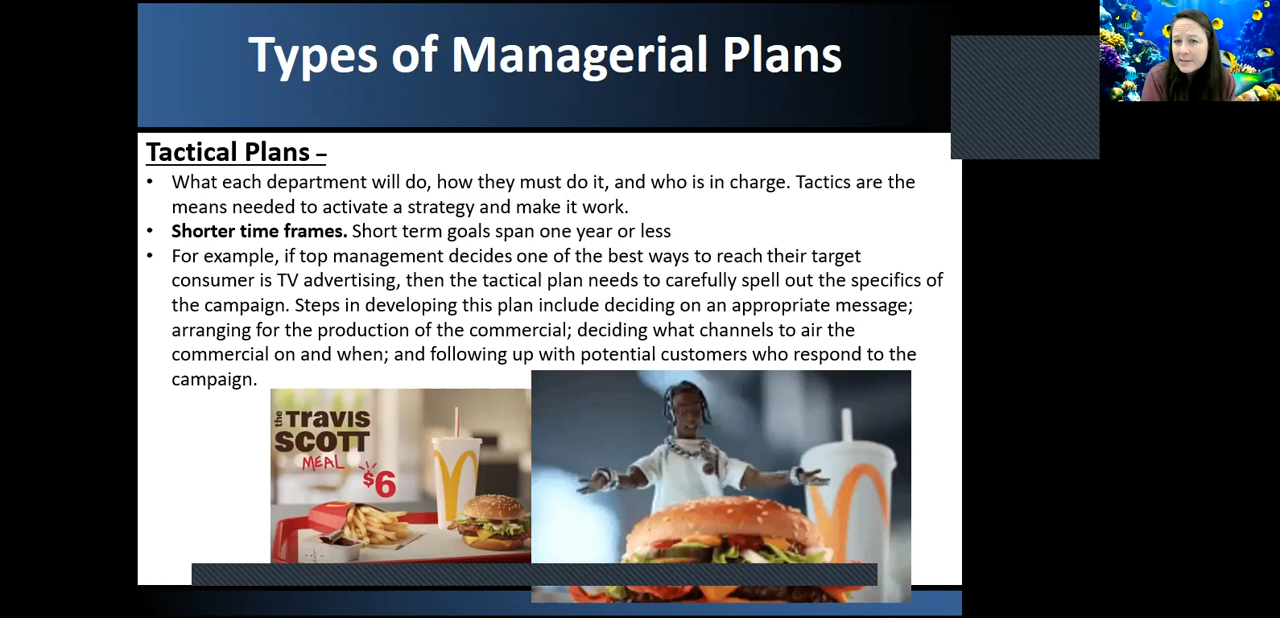 Types of Managerial Plans
Tactical Plans –
• What each department will do, how they must do it, and who is in charge. Tactics are the
means needed to activate a strategy and make it work.
• Shorter time frames. Short term goals span one year or less
• For example, if top management decides one of the best ways to reach their target
consumer is TV advertising, then the tactical plan needs to carefully spell out the specifics of
the campaign. Steps in developing this plan include deciding on an appropriate message;
arranging for the production of the commercial; deciding what channels to air the
commercial on and when; and following up with potential customers who respond to the
campaign.
the Travis
SCOTT
MEAL
$6